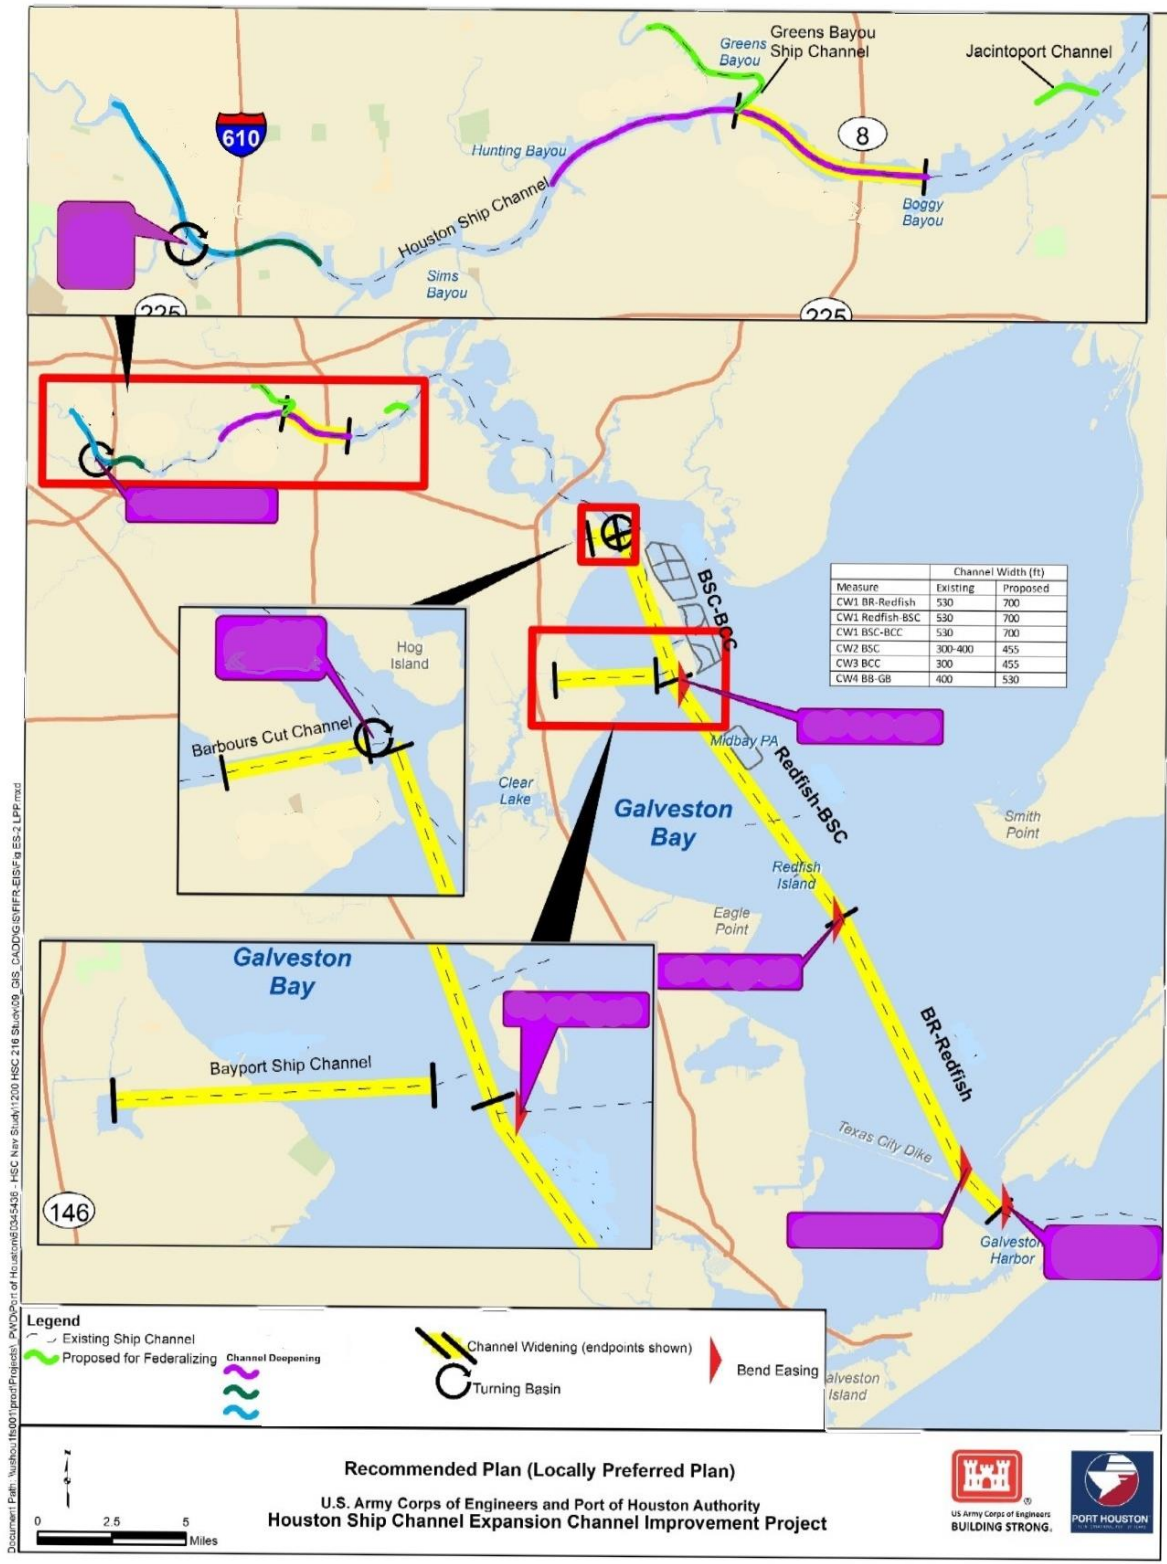 Greens Bayou
Ship Channel
Greens
Bayou
Jacintoport Channel
610
8
Hunting Bayou
Houston Ship Channel
Boggy
Bayou
Sims
Bayou
225
225
BSC-BCC
Channel Width (ft)
Measure Existing Proposed
CW1 BR-Redfish 530 700
CW1 Redfish-BSC 530 700
CW1 BSC-BCC 530 700
CW2 BSC 300-400 455
CW3 BCC 300 455
CW4 BB-GB 400 530
Hog
Island
Barbours Cut Channel
Midbay PA
Redfish-BSC
Clear
Lake
Galveston
Bay
Smith
Point
Redfish
Island
Eagle
Point
Galveston
Bay
BR-Redfish
Bayport Ship Channel
Texas City Dike
146
Galveston
Harbor
Legend
Existing Ship Channel
Proposed for Federalizing
Channel Deepening
Channel Widening (endpoints shown)
Turning Basin
Bend Easing
alveston
Island
0 2.5 5
Miles
Recommended Plan (Locally Preferred Plan)
U.S. Army Corps of Engineers and Port of Houston Authority
Houston Ship Channel Expansion Channel Improvement Project
US Army Corps of Engineers
BUILDING STRONG®
PORT HOUSTON